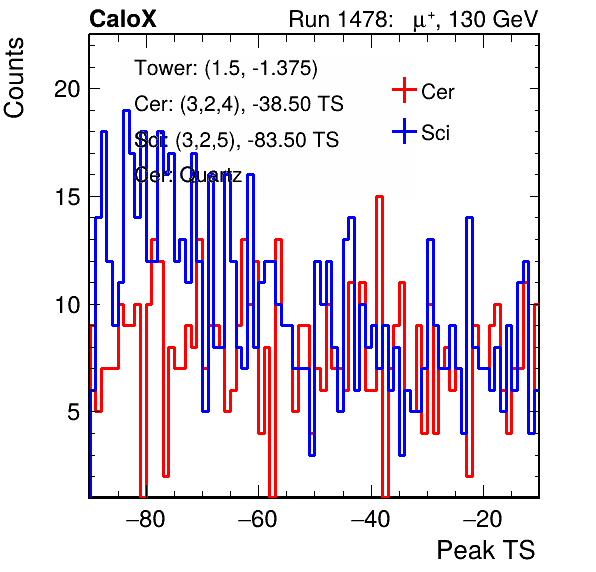 CaloX Run 1478: μ⁺, 130 GeV
Counts
Tower: (1.5, -1.375)
Cer: (3,2,4), -38.50 TS
Sci: (3,2,5), -83.50 TS
Cer: Quartz
Cer
Sci
20
15
10
5
−80 −60 −40 −20
Peak TS